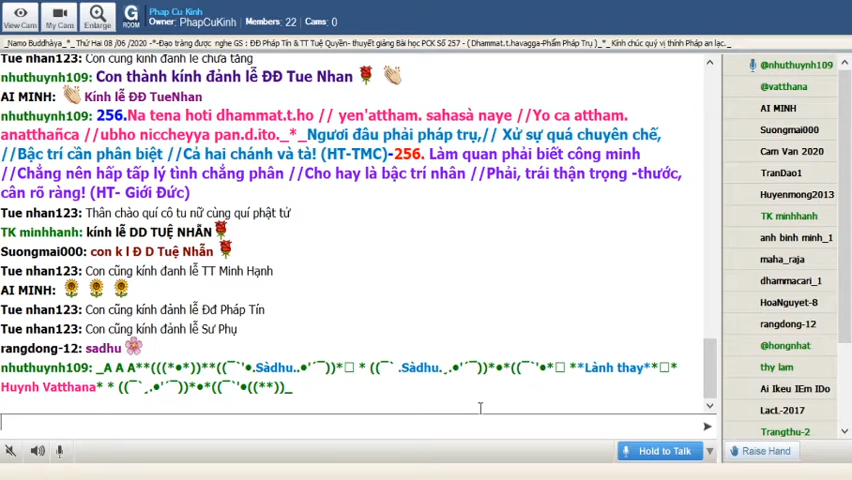 View Cam
My Cam
Enlarge
G
ROOM
Phap Cu Kinh
Owner: PhapCuKinh Members: 22 Cams: 0
_Namo Buddhàya_*_ Thứ Hai 08 /06 /2020 -*-Đạo tràng được nghe GS : ĐĐ Pháp Tín & TT Tuệ Quyền- thuyết giảng Bài học PCK Số 257 - ( Dhammat.t.havagga-Phẩm Pháp Trụ )_*_ Kính chúc quý vị thính Pháp an lạc._
Tue nhan123: Con cung kính đảnh lễ chưa tăng
nhuthuynh109: Con thành kính đảnh lễ ĐĐ Tue Nhan
AI MINH: Kính lễ ĐĐ TueNhan
nhuthuynh109: 256.Na tena hoti dhammat.t.ho // yen'attham. sahasà naye //Yo ca attham.
anatthañca //ubho niccheyya pan.d.ito._*_Ngươi đâu phải pháp trụ,// Xử sự quá chuyên chế,
//Bậc trí cần phân biệt //Cả hai chánh và tà! (HT-TMC)-256. Làm quan phải biết công minh
//Chẳng nên hấp tấp lý tình chẳng phân //Cho hay là bậc trí nhân //Phải, trái thận trọng -thước,
cân rõ ràng! (HT- Giới Đức)
Tue nhan123: Thân chào quí cô tu nữ cùng quí phật tử
TK minhhanh: kính lễ DD TUỆ NHẪN
Suongmai000: con k l Đ D Tuệ Nhẫn
Tue nhan123: Con cũng kính đanh lễ TT Minh Hạnh
AI MINH:
Tue nhan123: Con cũng kính đảnh lễ Đđ Pháp Tín
Tue nhan123: Con cũng kính đảnh lễ Sư Phụ
rangdong-12: sadhu
nhuthuynh109: _A A A**(((*•*))**((¯`'•.Sàdhu..•'´¯))*□ * ((¯` .Sàdhu.¸.•'´¯))*•*((¯`'•*□ **Lành thay**□*
Huynh Vatthana* * ((¯`¸.•'´¯))*•*((¯`'•((**))_
Hold to Talk
@nhuthuynh109
@vatthana
AI MINH
Suongmai000
Cam Van 2020
TranDao1
Huyenmong2013
TK minhhanh
anh binh minh_1
maha_raja
dhammacari_1
HoaNguyet-8
rangdong-12
@hongnhat
thy lam
Ai Ikeu IEm IDo
LacL-2017
Trangthu-2
Raise Hand